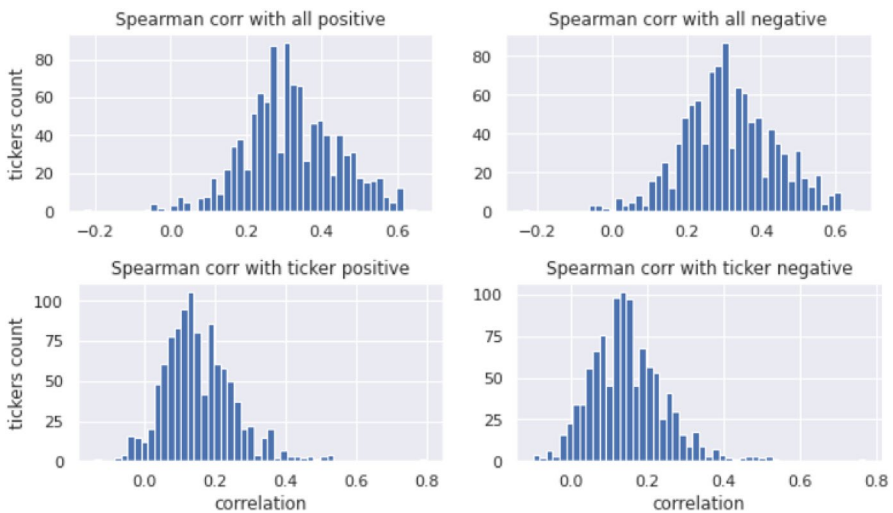 Spearman corr with all positive
Spearman corr with all negative
tickers count
80
60
40
20
0
−0.2 0.0 0.2 0.4 0.6
80
60
40
20
0
−0.2 0.0 0.2 0.4 0.6
Spearman corr with ticker positive
Spearman corr with ticker negative
tickers count
100
75
50
25
0
0.0 0.2 0.4 0.6 0.8
correlation
100
75
50
25
0
0.0 0.2 0.4 0.6 0.8
correlation